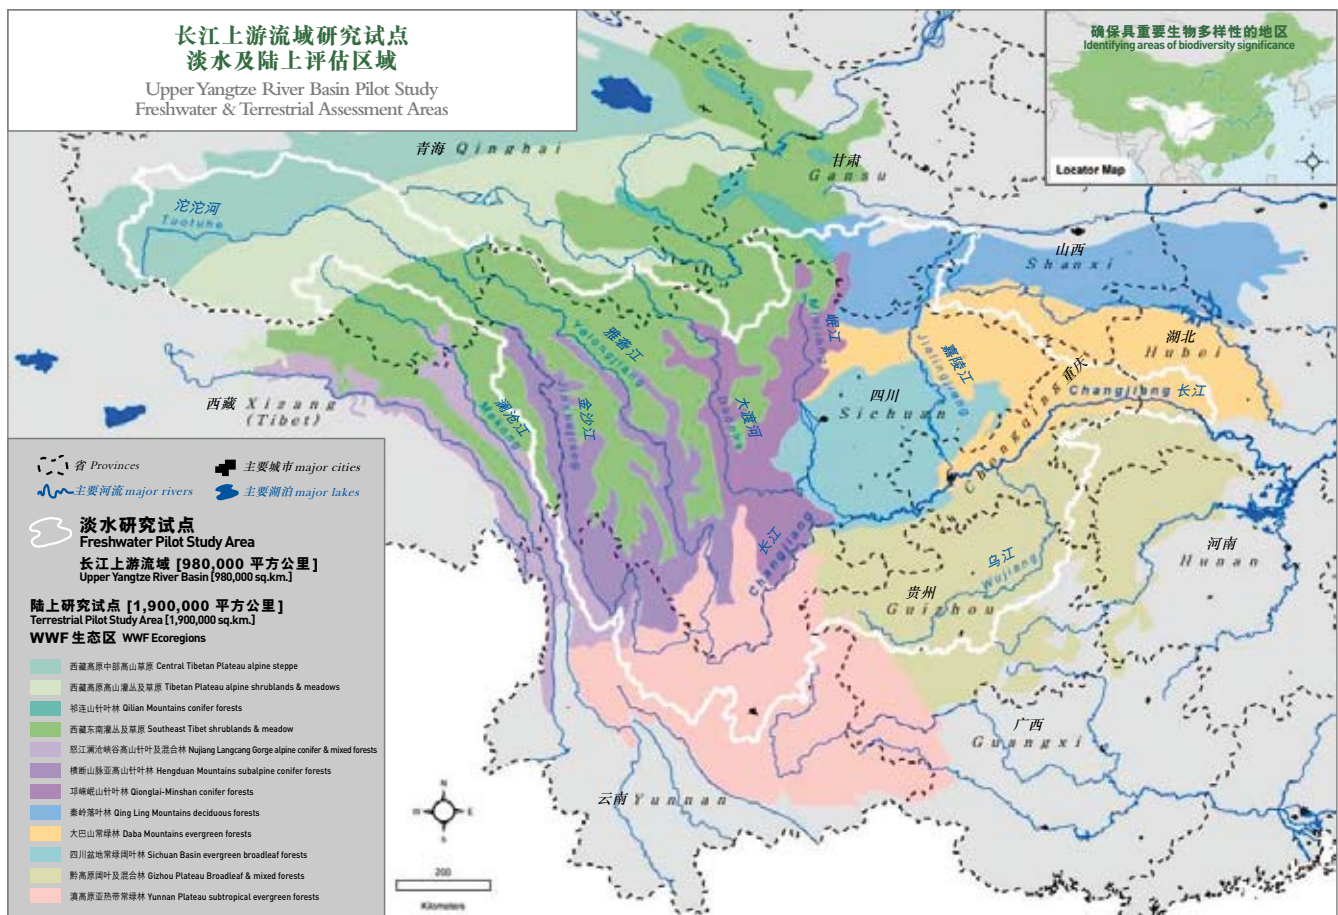 长江上游流域研究试点
淡水及陆上评估区域
Upper Yangtze River Basin Pilot Study
Freshwater & Terrestrial Assessment Areas
确保具重要生物多样性的地区
Identifying areas of biodiversity significance
Locator Map
青海 Qinghai
甘肃
Gansu
沱沱河
Tuotuhe
山西
Shanxi
岷江
Minjiang
雅砻江
Yalongjiang
湖北
Hubei
嘉陵江
Jialingjiang
重庆
Chongqing
Changjiang 长江
四川
Sichuan
西藏 Xizang
(Tibet)
澜沧江
Mekong
金沙江
Jinshajiang
大渡河
Daduhe
长江
Changjiang
乌江
Wujiang
贵州
Guizhou
河南
Hunan
广西
Guangxi
云南 Yunnan
省 Provinces
主要城市 major cities
主要河流 major rivers
主要湖泊 major lakes
淡水研究试点
Freshwater Pilot Study Area
长江上游流域 [980,000 平方公里]
Upper Yangtze River Basin [980,000 sq.km.]
陆上研究试点 [1,900,000 平方公里]
Terrestrial Pilot Study Area [1,900,000 sq.km.]
WWF 生态区 WWF Ecoregions
西藏高原中部高山草原 Central Tibetan Plateau alpine steppe
西藏高原高山灌丛及草原 Tibetan Plateau alpine shrublands & meadows
祁连山针叶林 Qilian Mountains conifer forests
西藏东南灌丛及草原 Southeast Tibet shrublands & meadow
怒江澜沧峡谷高山针叶及混合林 Nujiang Langcang Gorge alpine conifer & mixed forests
横断山脉亚高山针叶林 Hengduan Mountains subalpine conifer forests
邛崃岷山针叶林 Qionglai-Minshan conifer forests
秦岭落叶林 Qing Ling Mountains deciduous forests
大巴山常绿林 Daba Mountains evergreen forests
四川盆地常绿阔叶林 Sichuan Basin evergreen broadleaf forests
黔高原阔叶及混合林 Gizhou Plateau Broadleaf & mixed forests
滇高原亚热带常绿林 Yunnan Plateau subtropical evergreen forests
N
W
E
S
200
Kilometers